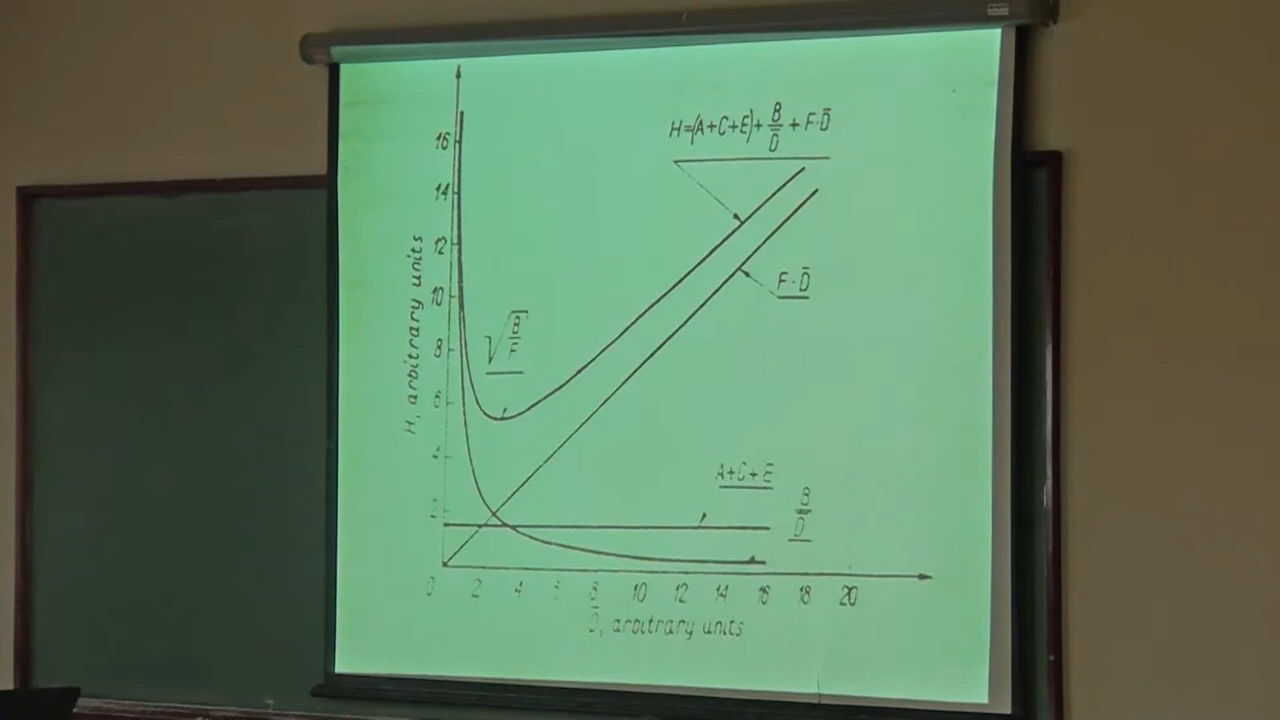 H=(A+C+E)+B/D̄+F·D̄
16
14
12
10
8
6
2
H, arbitrary units
√B/F
F·D̄
A+C+E
B/D̄
0 2 4 8 10 12 14 16 18 20
D̄, arbitrary units